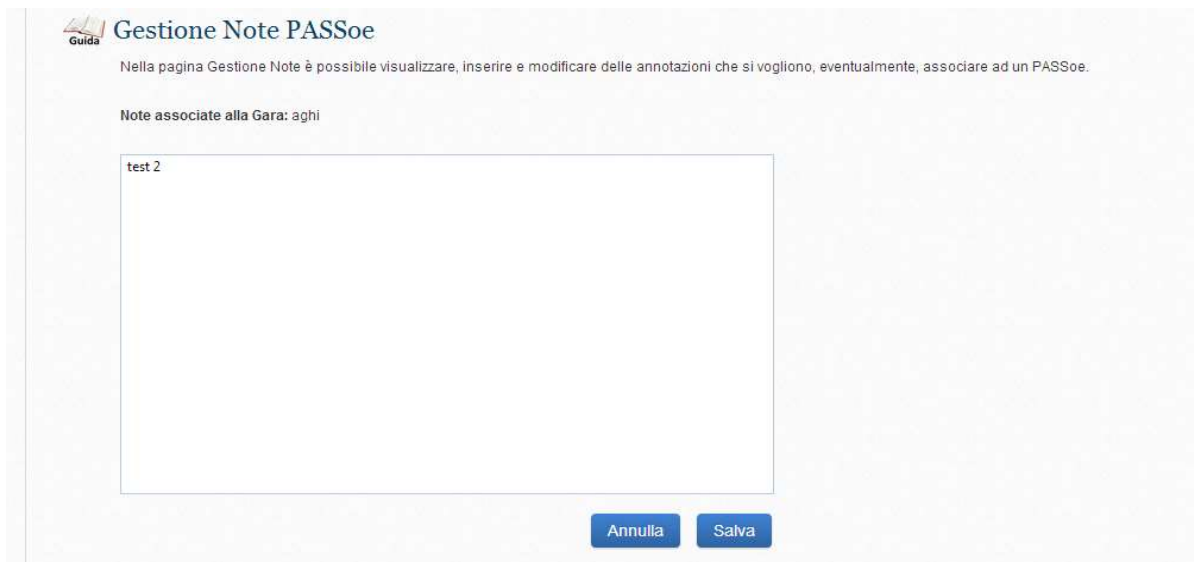 Guida
Gestione Note PASSoe
Nella pagina Gestione Note è possibile visualizzare, inserire e modificare delle annotazioni che si vogliono, eventualmente, associare ad un PASSoe.
Note associate alla Gara: aghi
test 2
Annulla
Salva